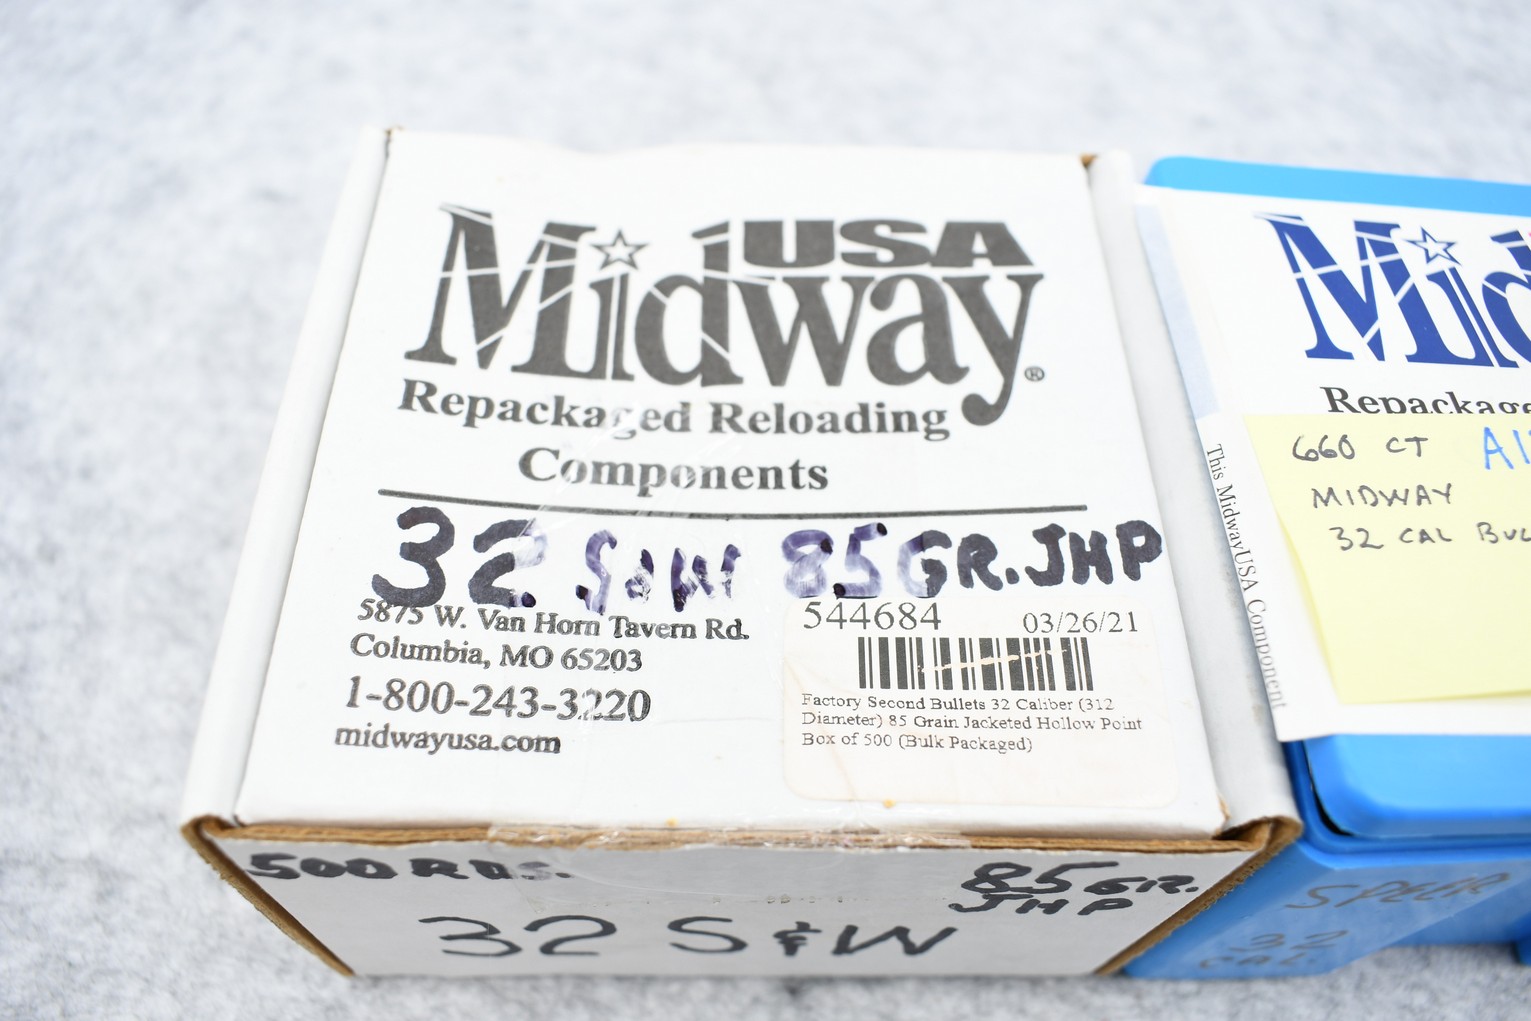 USA
Midway®
Repackaged Reloading
Components
32 S&W 85GR. JHP
5875 W. Van Horn Tavern Rd.
Columbia, MO 65203
1-800-243-3220
midwayusa.com
544684 03/26/21
Factory Second Bullets 32 Caliber (312
Diameter) 85 Grain Jacketed Hollow Point
Box of 500 (Bulk Packaged)
500 RDS.
85 GR.
JHP
32 S&W
Mid
Repackage
660 CT
MIDWAY
32 CAL BUL
This MidwayUSA Component
SPEER
.32
CAL.